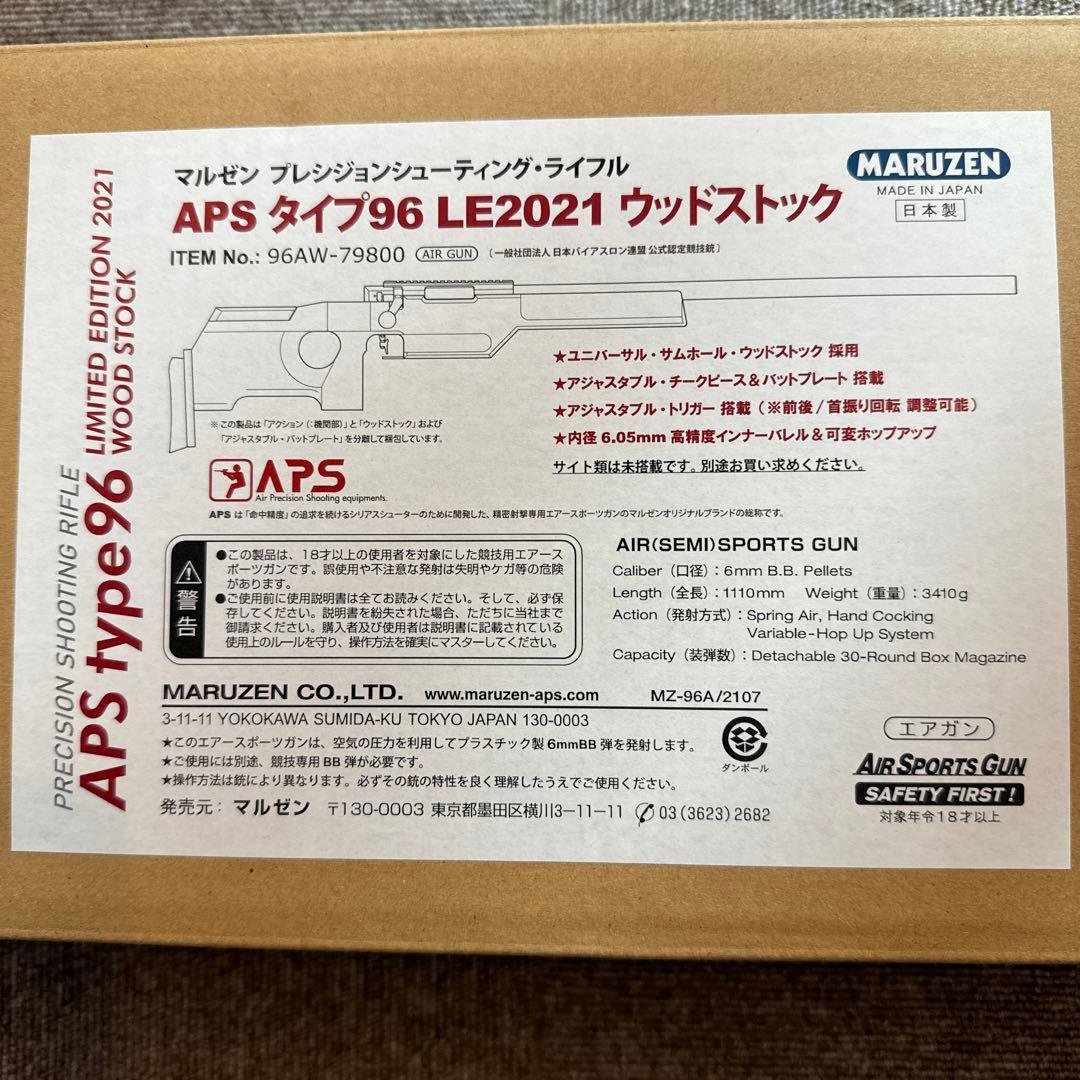 マルゼン プレシジョンシューティング・ライフル
APS タイプ96 LE2021 ウッドストック
MARUZEN
MADE IN JAPAN
日本製
ITEM No.: 96AW-79800 AIR GUN 〔一般社団法人 日本バイアスロン連盟 公式認定競技銃〕
PRECISION SHOOTING RIFLE
APS type96 LIMITED EDITION 2021
WOOD STOCK
★ユニバーサル・サムホール・ウッドストック 採用
★アジャスタブル・チークピース＆バットプレート 搭載
★アジャスタブル・トリガー 搭載（※前後/首振り回転 調整可能）
★内径 6.05mm 高精度インナーバレル＆可変ホップアップ
サイト類は未搭載です。別途お買い求めください。
※この製品は「アクション（:機関部）」と「ウッドストック」および
「アジャスタブル・バットプレート」を分離して梱包しています。
APS
Air Precision Shooting equipments.
APS は「命中精度」の追求を続けるシリアスシューターのために開発した、精密射撃専用エアースポーツガンのマルゼンオリジナルブランドの総称です。
警告
●この製品は、18才以上の使用者を対象にした競技用エアース
ポーツガンです。誤使用や不注意な発射は失明やケガ等の危険
があります。
●ご使用前に使用説明書は全てお読みください。そして、必ず保
存してください。説明書を紛失された場合、ただちに当社まで
御請求ください。購入者及び使用者は説明書に記載されている
使用上のルールを守り、操作方法を確実にマスターしてください。
AIR(SEMI)SPORTS GUN
Caliber（口径）: 6mm B.B. Pellets
Length（全長）: 1110mm Weight（重量）: 3410g
Action（発射方式）: Spring Air, Hand Cocking
Variable-Hop Up System
Capacity（装弾数）: Detachable 30-Round Box Magazine
MARUZEN CO.,LTD. www.maruzen-aps.com MZ-96A/2107
3-11-11 YOKOKAWA SUMIDA-KU TOKYO JAPAN 130-0003
★このエアースポーツガンは、空気の圧力を利用してプラスチック製 6mmBB 弾を発射します。
★ご使用には別途、競技専用 BB 弾が必要です。
★操作方法は銃により異なります。必ずその銃の特性を良く理解したうえでご使用ください。
発売元：マルゼン 〒130-0003 東京都墨田区横川3-11-11 ✆03(3623)2682
ダンボール
エアガン
AIR SPORTS GUN
SAFETY FIRST!
対象年令18才以上